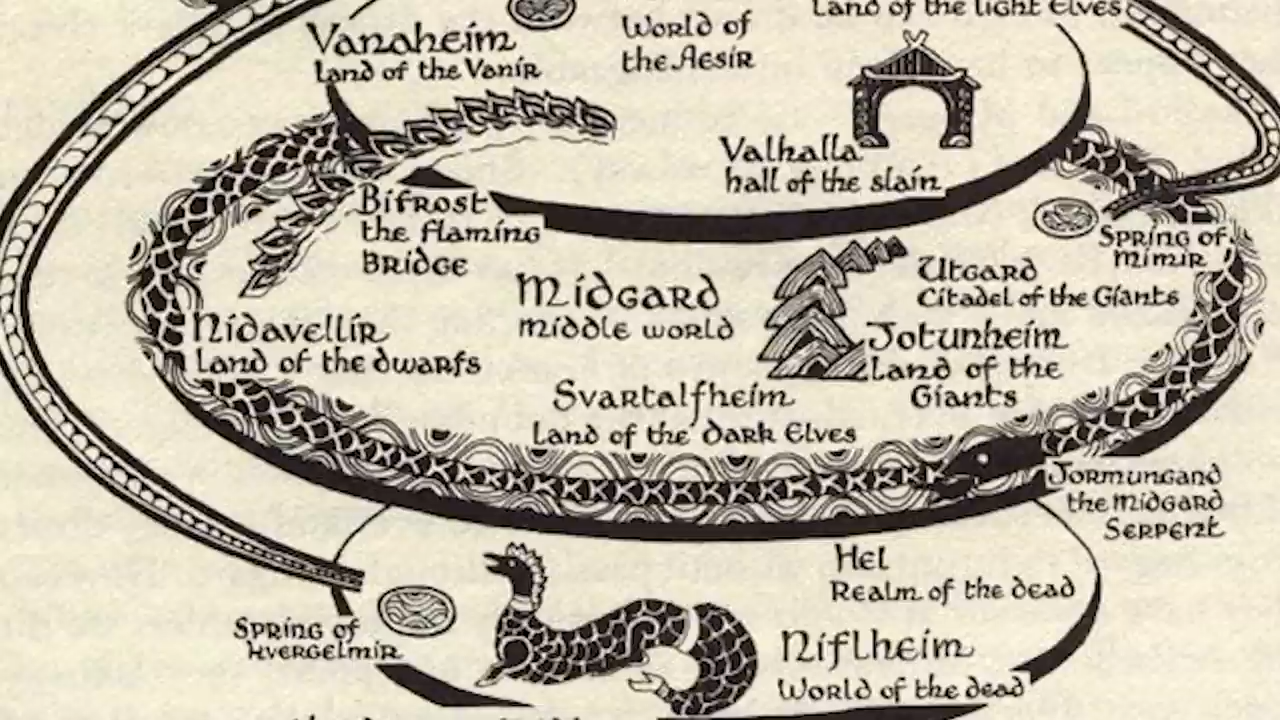 Land of the light Elves
Vanaheim
Land of the Vanir
World of
the Aesir
Valhalla
hall of the slain
Bifrost
the flaming
Bridge
Spring of
Mimir
Midgard
middle world
Utgard
Citadel of the Giants
Nidavellir
Land of the dwarfs
Jotunheim
Land of the
Giants
Svartalfheim
Land of the dark Elves
Jormungand
the Midgard
Serpent
Hel
Realm of the dead
Spring of
Hvergelmir
Niflheim
World of the dead